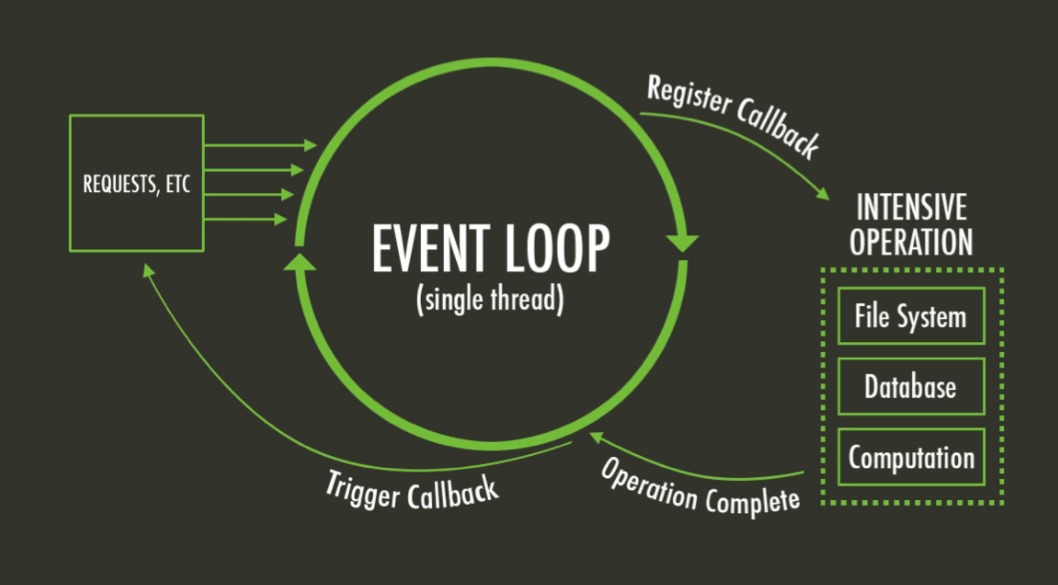 REQUESTS, ETC
EVENT LOOP
(single thread)
Register Callback
INTENSIVE
OPERATION
File System
Database
Computation
Operation Complete
Trigger Callback